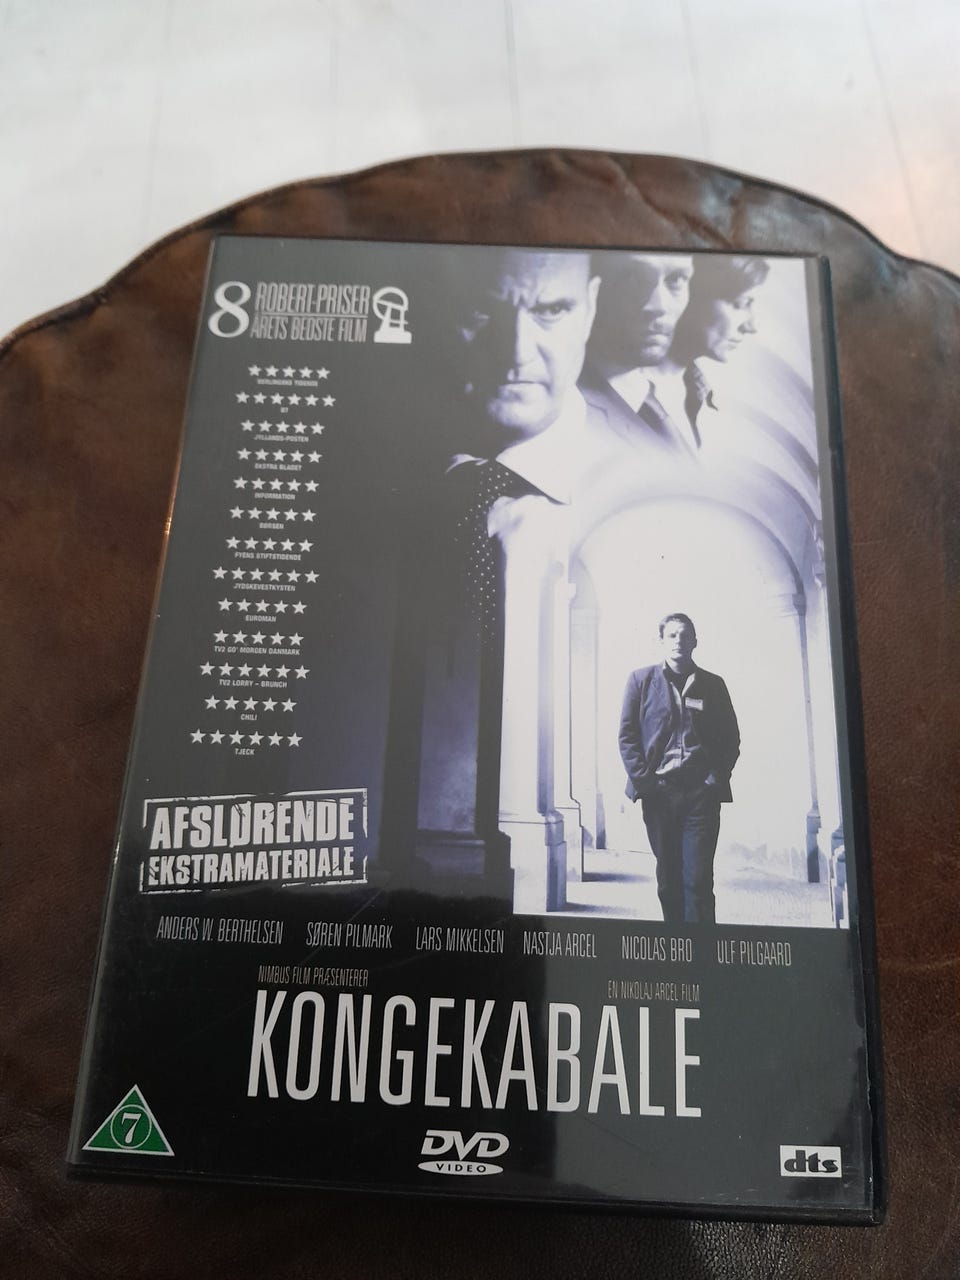 8 ROBERT-PRISER
ÅRETS BEDSTE FILM
BERLINGSKE TIDENDE
BT
JYLLANDS-POSTEN
EKSTRA BLADET
INFORMATION
BØRSEN
FYENS STIFTSTIDENDE
JYDSKEVESTKYSTEN
EUROMAN
TV2 GO' MORGEN DANMARK
TV2 LORRY - BRUNCH
CHILI
TJECK
AFSLØRENDE
EKSTRAMATERIALE
ANDERS W. BERTHELSEN SØREN PILMARK LARS MIKKELSEN NASTJA ARCEL NICOLAS BRO ULF PILGAARD
NIMBUS FILM PRÆSENTERER EN NIKOLAJ ARCEL FILM
KONGEKABALE
7
DVD
VIDEO
dts